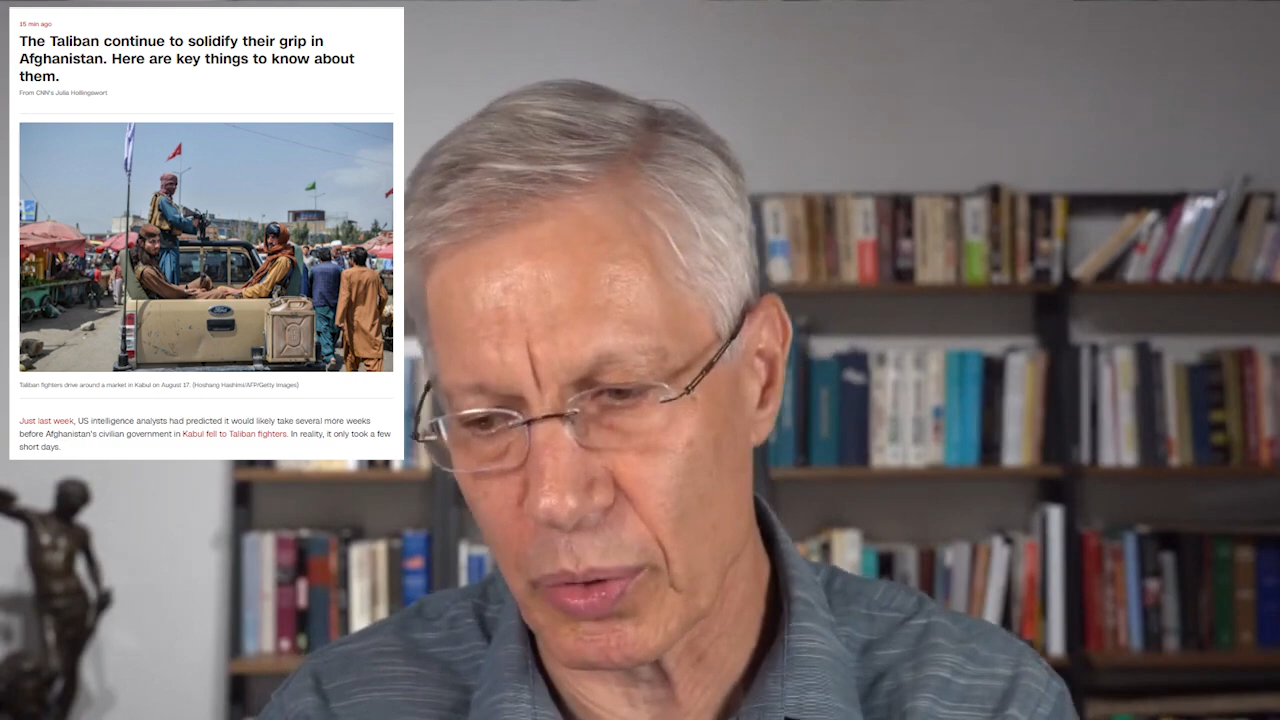 15 min ago
The Taliban continue to solidify their grip in
Afghanistan. Here are key things to know about
them.
From CNN's Julia Hollingswort
Ford
Taliban fighters drive around a market in Kabul on August 17. (Hoshang Hashimi/AFP/Getty Images)
Just last week, US intelligence analysts had predicted it would likely take several more weeks
before Afghanistan's civilian government in Kabul fell to Taliban fighters. In reality, it only took a few
short days.